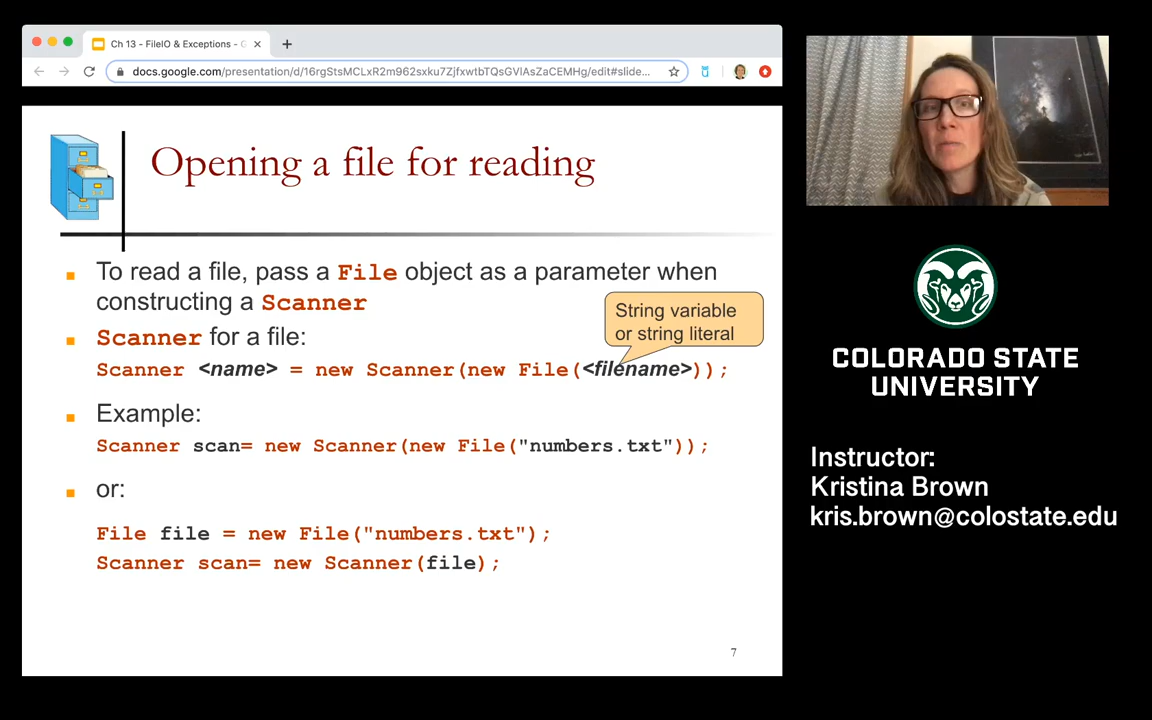 Ch 13 - FileIO & Exceptions - G
docs.google.com/presentation/d/16rgStsMCLxR2m962sxku7ZjfxwtbTQsGVlAsZaCEMHg/edit#slide...
Opening a file for reading
To read a file, pass a File object as a parameter when
constructing a Scanner
String variable
or string literal
Scanner for a file:
Scanner <name> = new Scanner(new File(<filename>));
Example:
Scanner scan= new Scanner(new File("numbers.txt"));
or:
File file = new File("numbers.txt");
Scanner scan= new Scanner(file);
7
COLORADO STATE
UNIVERSITY
Instructor:
Kristina Brown
kris.brown@colostate.edu